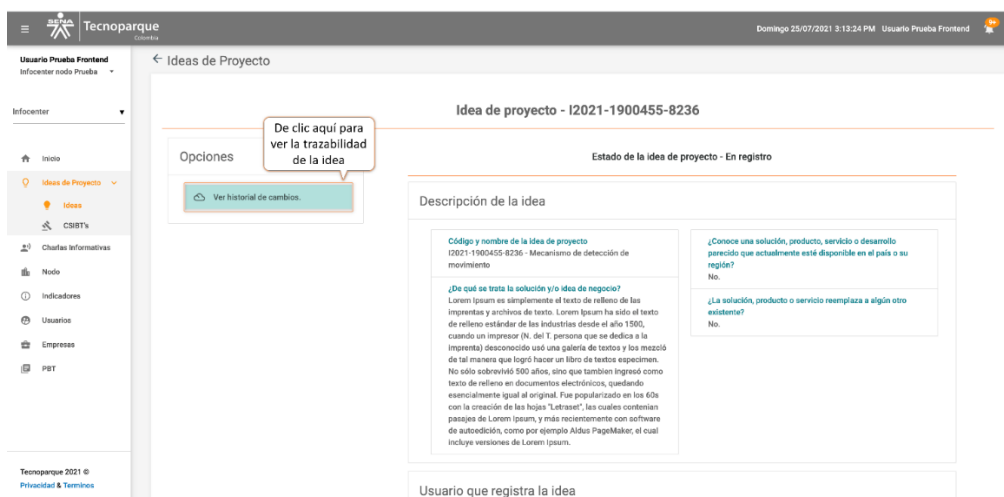 SENA
Tecnoparque
Colombia
Domingo 25/07/2021 3:13:24 PM Usuario Prueba Frontend
9+
Usuario Prueba Frontend
Infocenter nodo Prueba
Infocenter
Inicio
Ideas de Proyecto
Ideas
CSIBT's
Charlas Informativas
Nodo
Indicadores
Usuarios
Empresas
PBT
Tecnoparque 2021 ©
Privacidad & Terminos
Ideas de Proyecto
Idea de proyecto - I2021-1900455-8236
Opciones
De clic aquí para
ver la trazabilidad
de la idea
Ver historial de cambios.
Estado de la idea de proyecto - En registro
Descripción de la idea
Código y nombre de la idea de proyecto
I2021-1900455-8236 - Mecanismo de detección de
movimiento
¿De qué se trata la solución y/o idea de negocio?
Lorem Ipsum es simplemente el texto de relleno de las
imprentas y archivos de texto. Lorem Ipsum ha sido el texto
de relleno estándar de las industrias desde el año 1500,
cuando un impresor (N. del T. persona que se dedica a la
imprenta) desconocido usó una galería de textos y los mezcló
de tal manera que logró hacer un libro de textos especimen.
No sólo sobrevivió 500 años, sino que tambien ingresó como
texto de relleno en documentos electrónicos, quedando
esencialmente igual al original. Fue popularizado en los 60s
con la creación de las hojas "Letraset", las cuales contenian
pasajes de Lorem Ipsum, y más recientemente con software
de autoedición, como por ejemplo Aldus PageMaker, el cual
incluye versiones de Lorem Ipsum.
¿Conoce una solución, producto, servicio o desarrollo
parecido que actualmente esté disponible en el país o su
región?
No.
¿La solución, producto o servicio reemplaza a algún otro
existente?
No.
Usuario que registra la idea